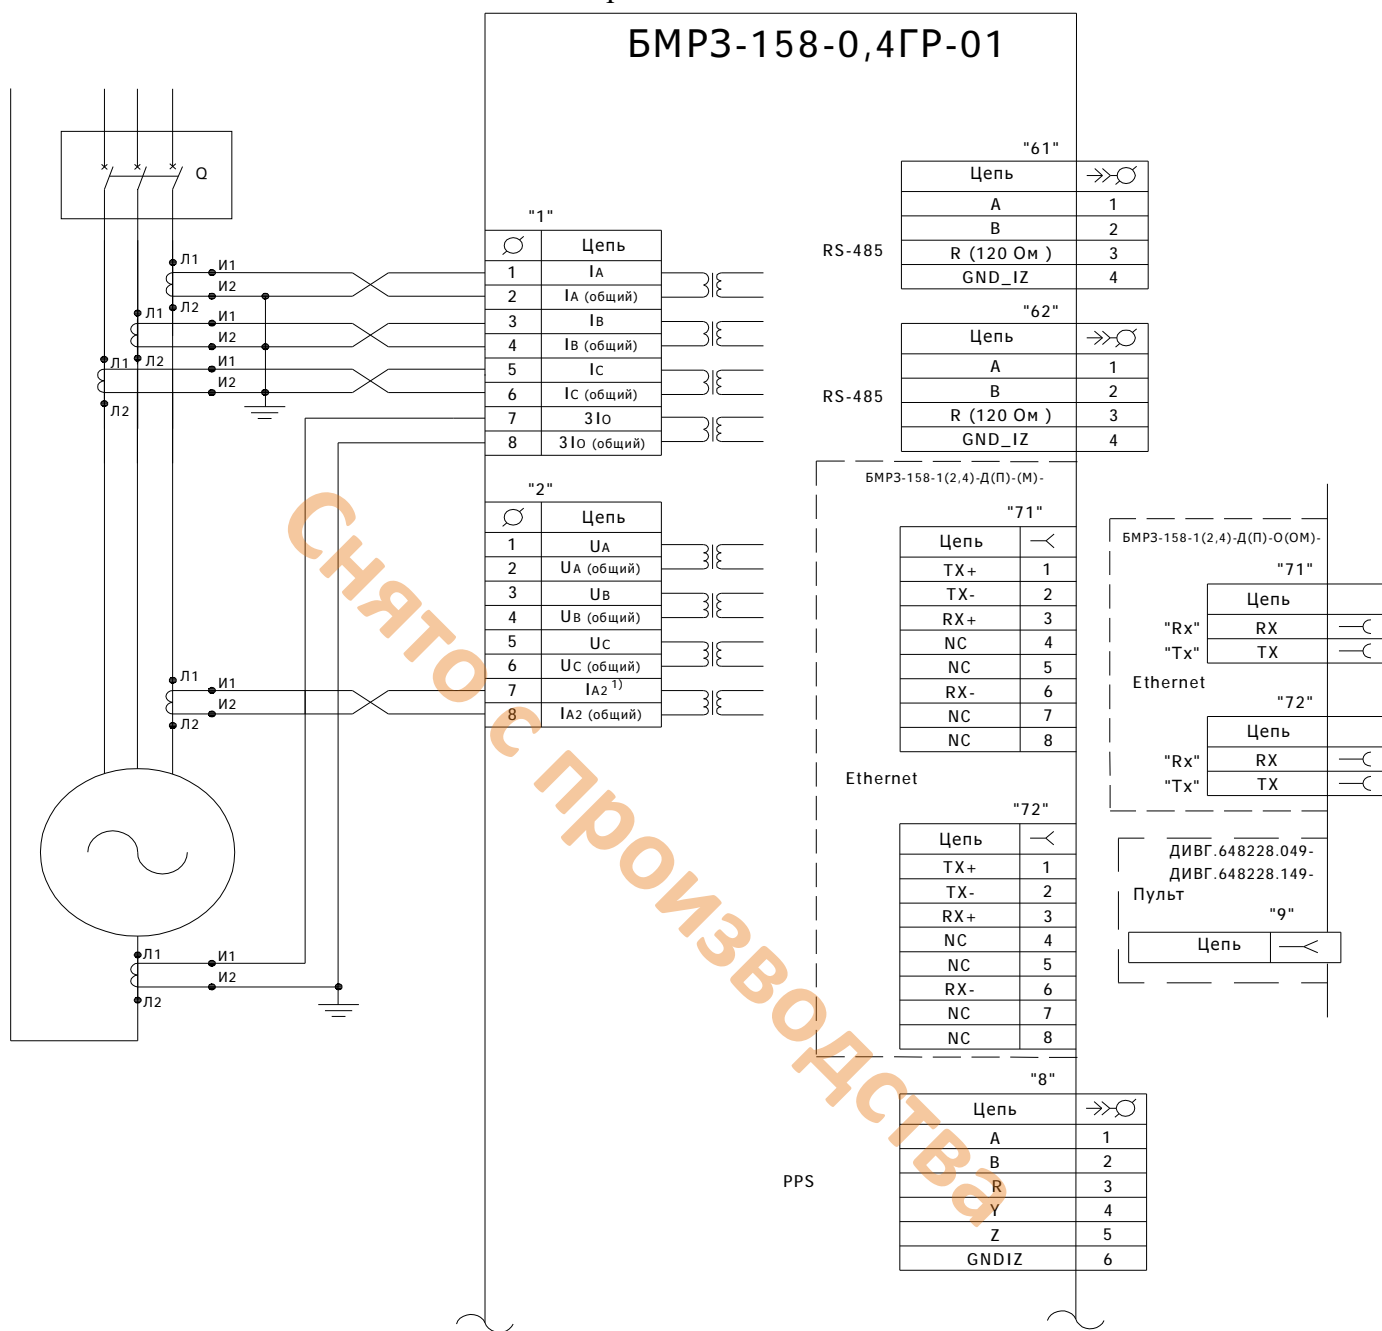 БМРЗ-158-0,4ГР-01
Q
Л1
И1
И2
Л2
Л1
И1
И2
Л2
Л1
И1
И2
Л2
"1"
Цепь
1 IA
2 IA (общий)
3 IB
4 IB (общий)
5 IC
6 IC (общий)
7 3IO
8 3IO (общий)
"2"
Цепь
1 UA
2 UA (общий)
3 UB
4 UB (общий)
5 UC
6 UC (общий)
7 IA2 1)
8 IA2 (общий)
Л1
И1
И2
Л2
Л1
И1
И2
Л2
"61"
Цепь
RS-485
A 1
B 2
R (120 Ом ) 3
GND_IZ 4
"62"
Цепь
RS-485
A 1
B 2
R (120 Ом ) 3
GND_IZ 4
БМРЗ-158-1(2,4)-Д(П)-(М)-
"71"
Цепь
TX+ 1
TX- 2
RX+ 3
NC 4
NC 5
RX- 6
NC 7
NC 8
Ethernet
"72"
Цепь
TX+ 1
TX- 2
RX+ 3
NC 4
NC 5
RX- 6
NC 7
NC 8
"8"
Цепь
PPS
A 1
B 2
R 3
Y 4
Z 5
GNDIZ 6
БМРЗ-158-1(2,4)-Д(П)-О(ОМ)-
"71"
Цепь
"Rx" RX
"Tx" TX
Ethernet
"72"
Цепь
"Rx" RX
"Tx" TX
ДИВГ.648228.049-
ДИВГ.648228.149-
Пульт
"9"
Цепь
Снято с производства